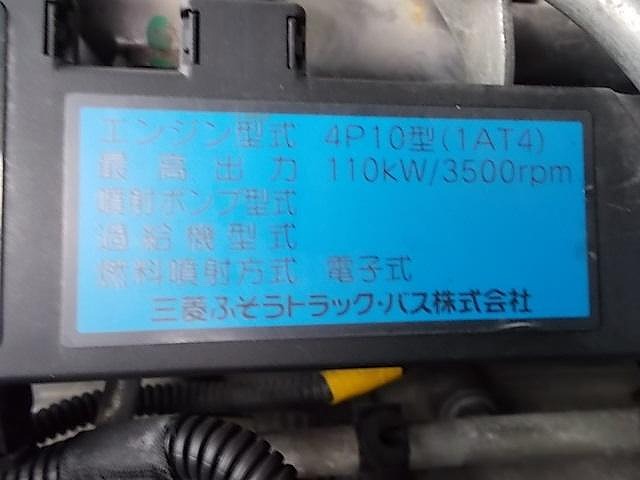 エンジン型式 4P10型(1AT4)
最高出力 110kW/3500rpm
噴射ポンプ型式
過給機型式
燃料噴射方式 電子式
三菱ふそうトラック・バス株式会社